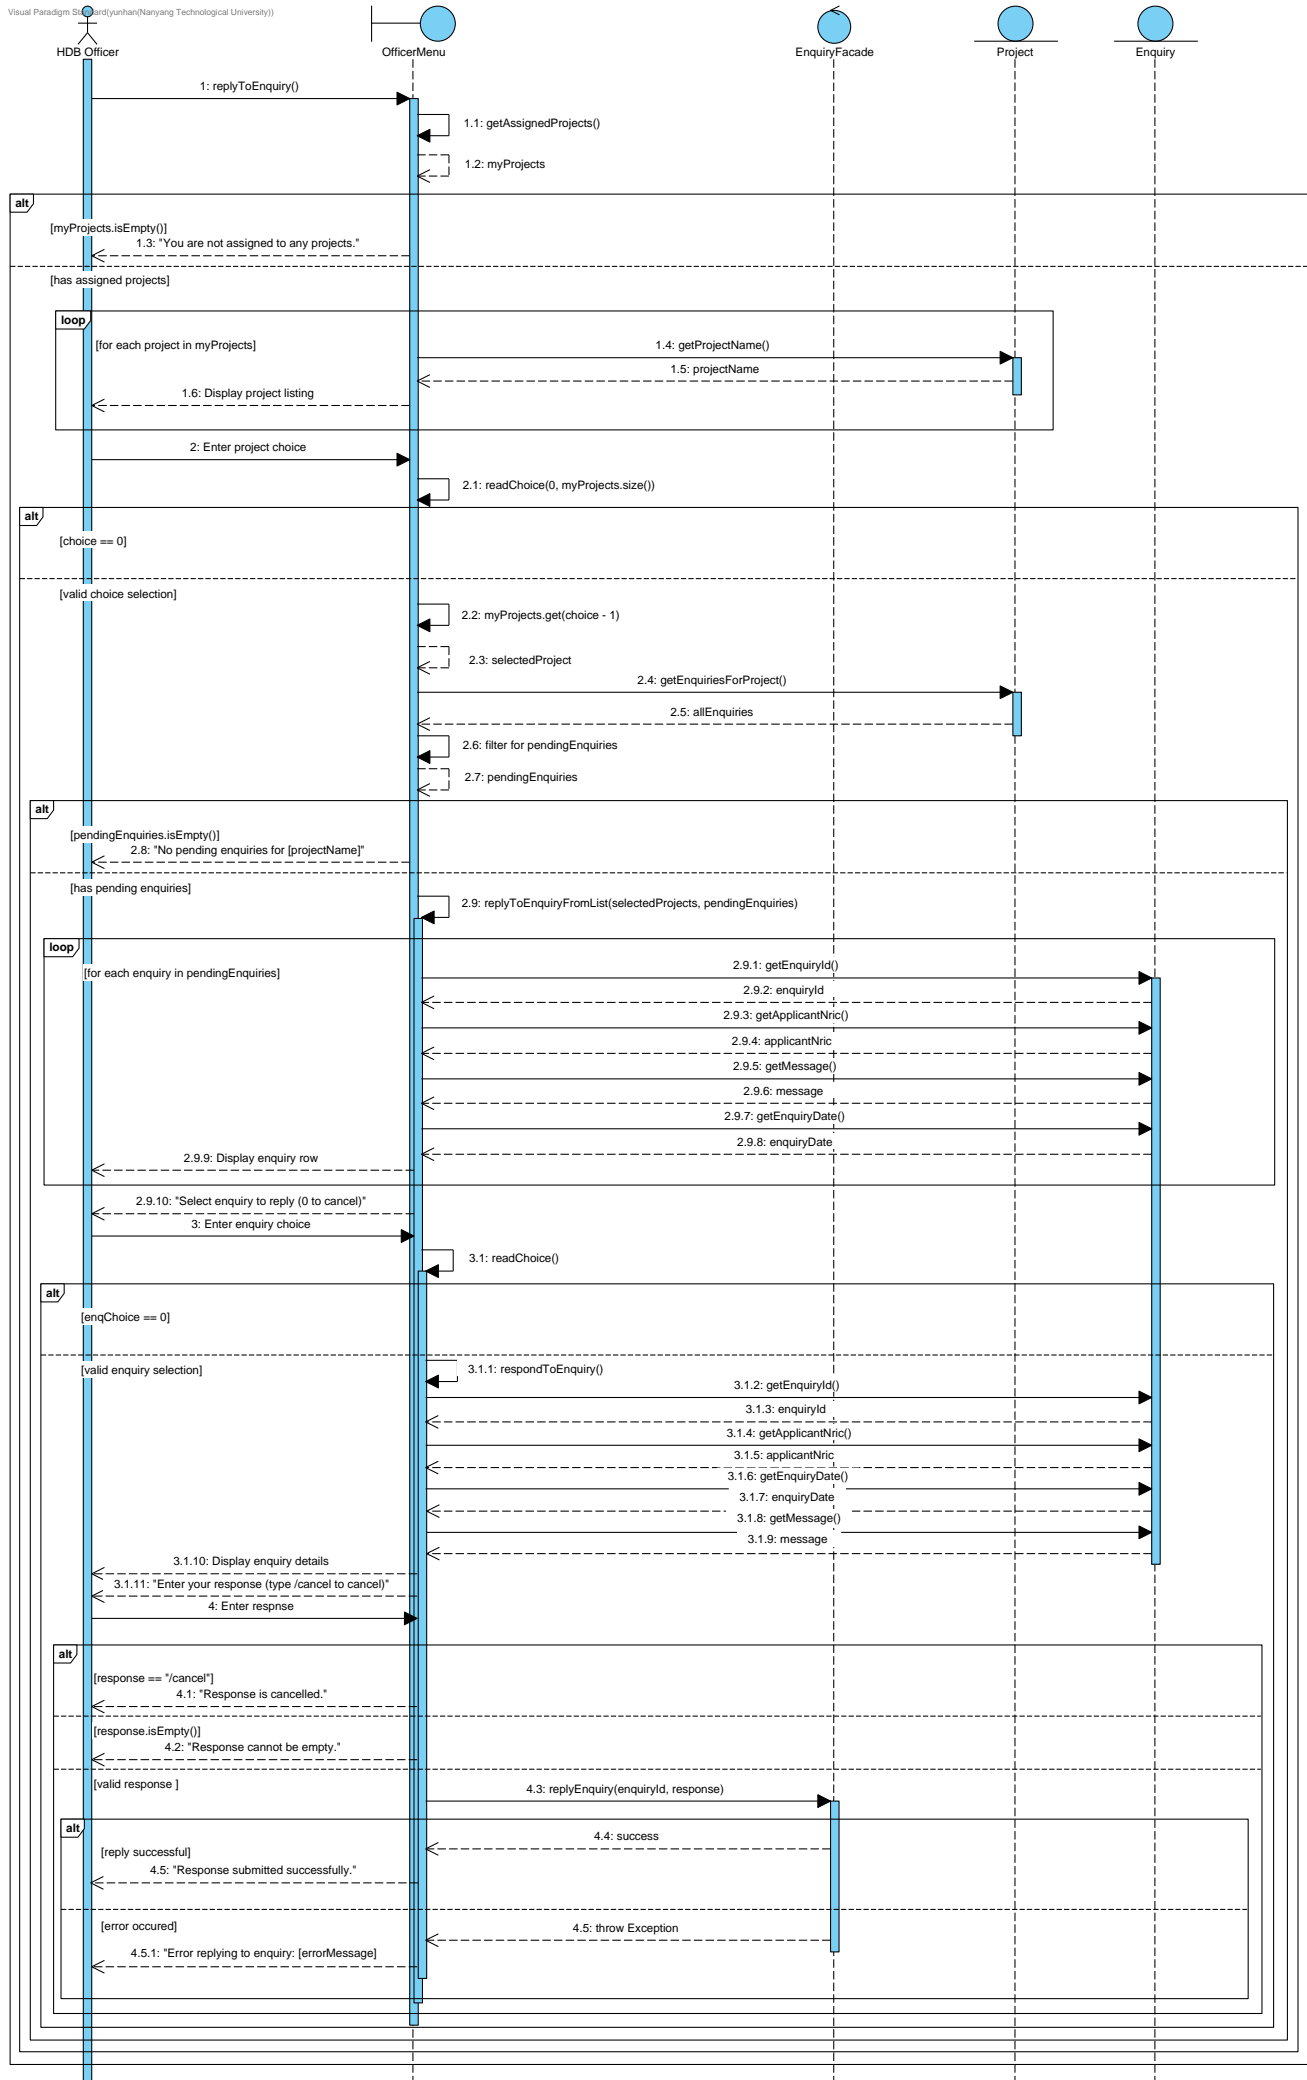 Visual Paradigm Standard(yunhan(Nanyang Technological University))
HDB Officer
OfficerMenu
EnquiryFacade
Project
Enquiry
1: replyToEnquiry()
1.1: getAssignedProjects()
1.2: myProjects
alt
[myProjects.isEmpty()]
1.3: "You are not assigned to any projects."
[has assigned projects]
loop
[for each project in myProjects]
1.4: getProjectName()
1.5: projectName
1.6: Display project listing
2: Enter project choice
2.1: readChoice(0, myProjects.size())
alt
[choice == 0]
[valid choice selection]
2.2: myProjects.get(choice - 1)
2.3: selectedProject
2.4: getEnquiriesForProject()
2.5: allEnquiries
2.6: filter for pendingEnquiries
2.7: pendingEnquiries
alt
[pendingEnquiries.isEmpty()]
2.8: "No pending enquiries for [projectName]"
[has pending enquiries]
2.9: replyToEnquiryFromList(selectedProjects, pendingEnquiries)
loop
[for each enquiry in pendingEnquiries]
2.9.1: getEnquiryId()
2.9.2: enquiryId
2.9.3: getApplicantNric()
2.9.4: applicantNric
2.9.5: getMessage()
2.9.6: message
2.9.7: getEnquiryDate()
2.9.8: enquiryDate
2.9.9: Display enquiry row
2.9.10: "Select enquiry to reply (0 to cancel)"
3: Enter enquiry choice
3.1: readChoice()
alt
[enqChoice == 0]
[valid enquiry selection]
3.1.1: respondToEnquiry()
3.1.2: getEnquiryId()
3.1.3: enquiryId
3.1.4: getApplicantNric()
3.1.5: applicantNric
3.1.6: getEnquiryDate()
3.1.7: enquiryDate
3.1.8: getMessage()
3.1.9: message
3.1.10: Display enquiry details
3.1.11: "Enter your response (type /cancel to cancel)"
4: Enter respnse
alt
[response == "/cancel"]
4.1: "Response is cancelled."
[response.isEmpty()]
4.2: "Response cannot be empty."
[valid response ]
4.3: replyEnquiry(enquiryId, response)
alt
4.4: success
[reply successful]
4.5: "Response submitted successfully."
[error occured]
4.5: throw Exception
4.5.1: "Error replying to enquiry: [errorMessage]